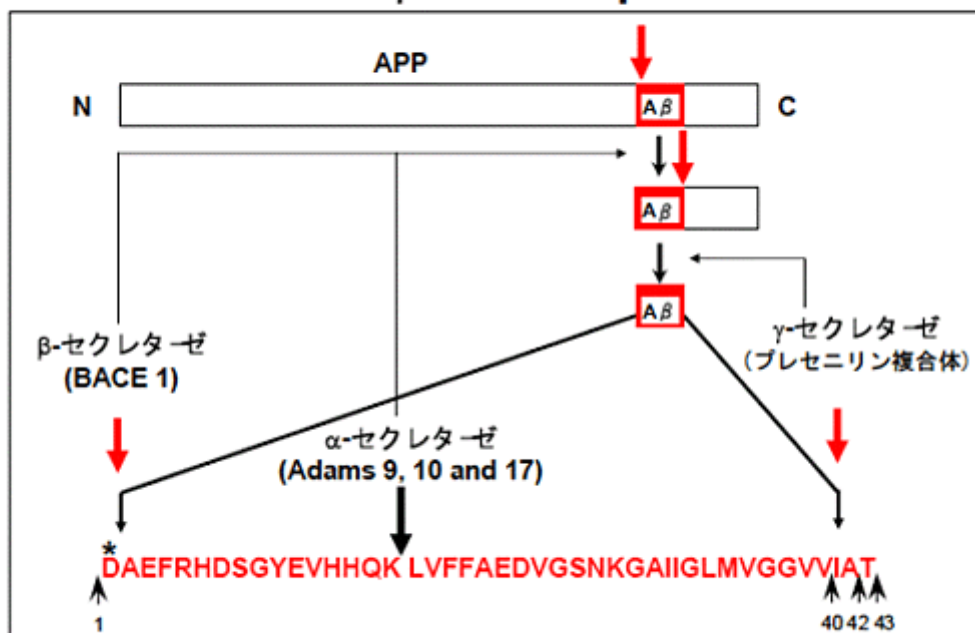 APP
N
Aβ
C
Aβ
Aβ
β-セクレターゼ
(BACE 1)
γ-セクレターゼ
(プレセニリン複合体)
α-セクレターゼ
(Adams 9, 10 and 17)
*
DAEFRHDSGYEVHHQK LVFFAEDVGSNKGAIIGLMVGGVVIAT
1 40 42 43